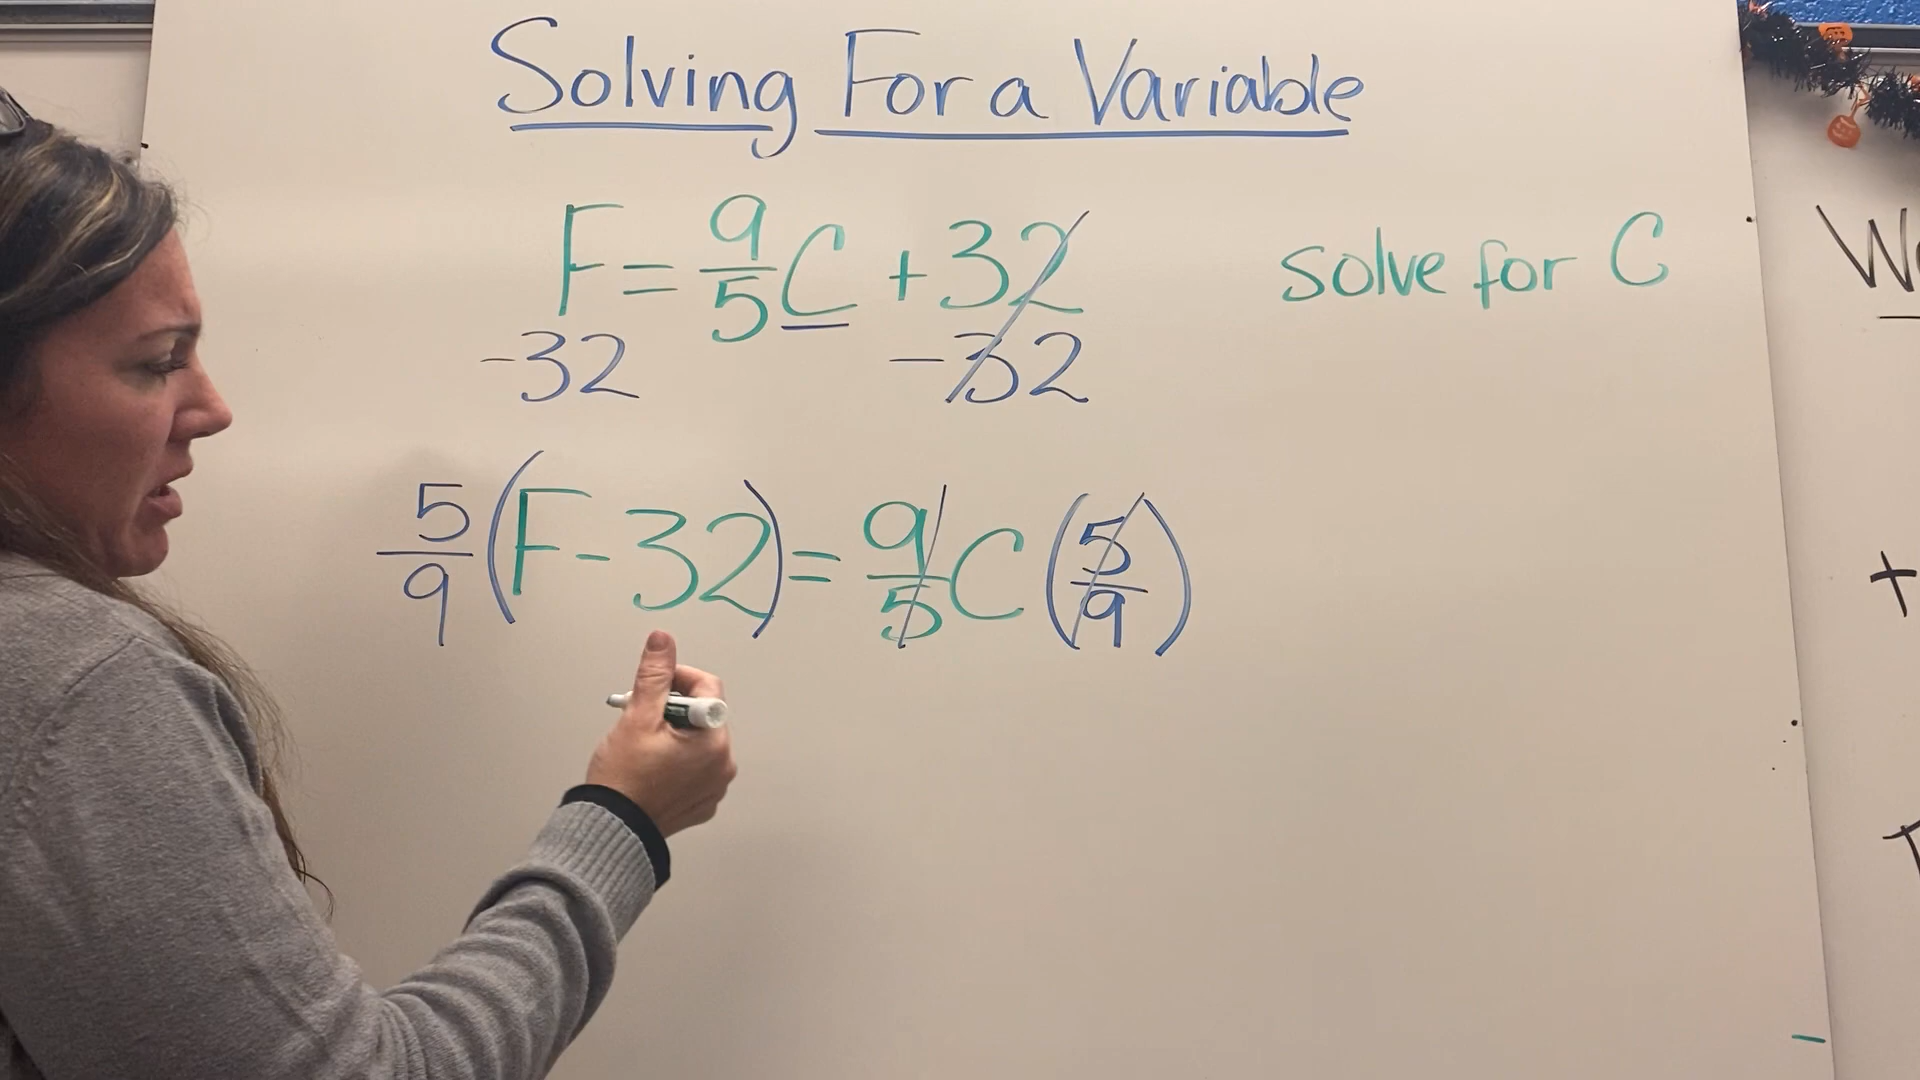 Solving For a Variable
F = 9/5 C + 32 solve for C
-32 -32
5/9 (F - 32) = 9/5 C (5/9)
+